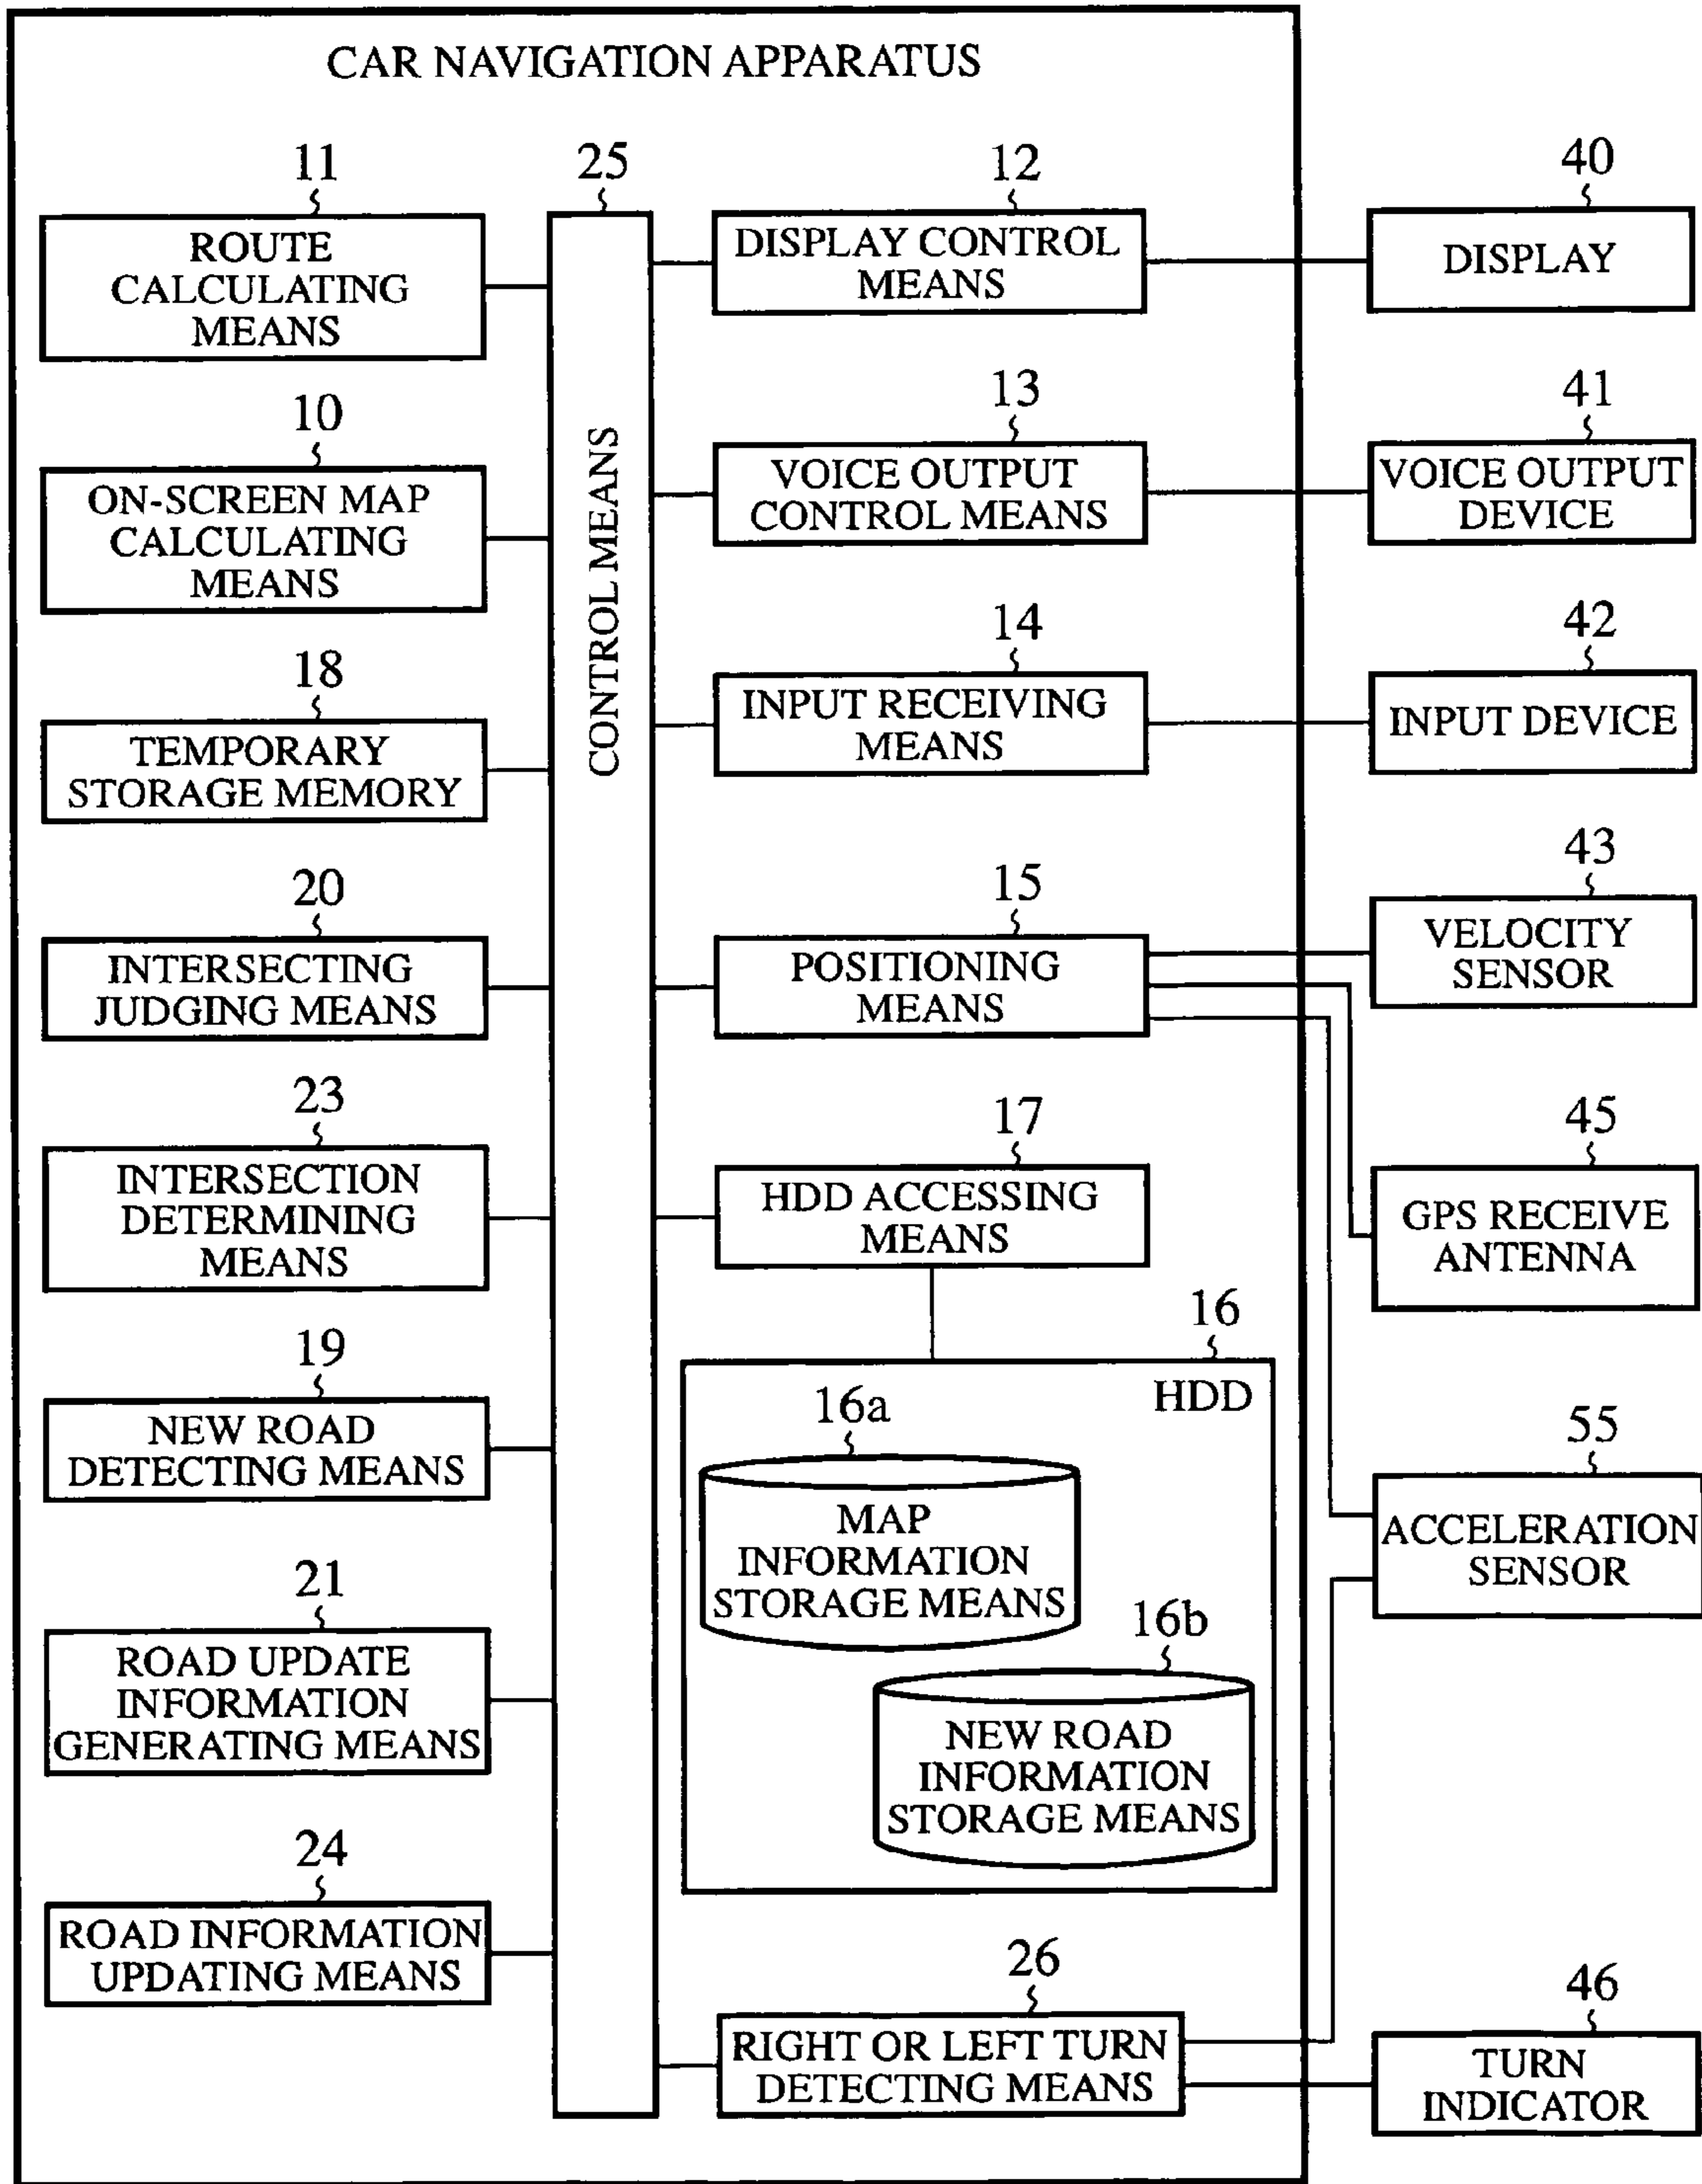 CAR NAVIGATION APPARATUS
11
ROUTE
CALCULATING
MEANS
10
ON-SCREEN MAP
CALCULATING
MEANS
18
TEMPORARY
STORAGE MEMORY
20
INTERSECTING
JUDGING MEANS
23
INTERSECTION
DETERMINING
MEANS
19
NEW ROAD
DETECTING MEANS
21
ROAD UPDATE
INFORMATION
GENERATING MEANS
24
ROAD INFORMATION
UPDATING MEANS
25
CONTROL MEANS
12
DISPLAY CONTROL
MEANS
13
VOICE OUTPUT
CONTROL MEANS
14
INPUT RECEIVING
MEANS
15
POSITIONING
MEANS
17
HDD ACCESSING
MEANS
16
HDD
16a
MAP
INFORMATION
STORAGE MEANS
16b
NEW ROAD
INFORMATION
STORAGE MEANS
26
RIGHT OR LEFT TURN
DETECTING MEANS
40
DISPLAY
41
VOICE OUTPUT
DEVICE
42
INPUT DEVICE
43
VELOCITY
SENSOR
45
GPS RECEIVE
ANTENNA
55
ACCELERATION
SENSOR
46
TURN
INDICATOR